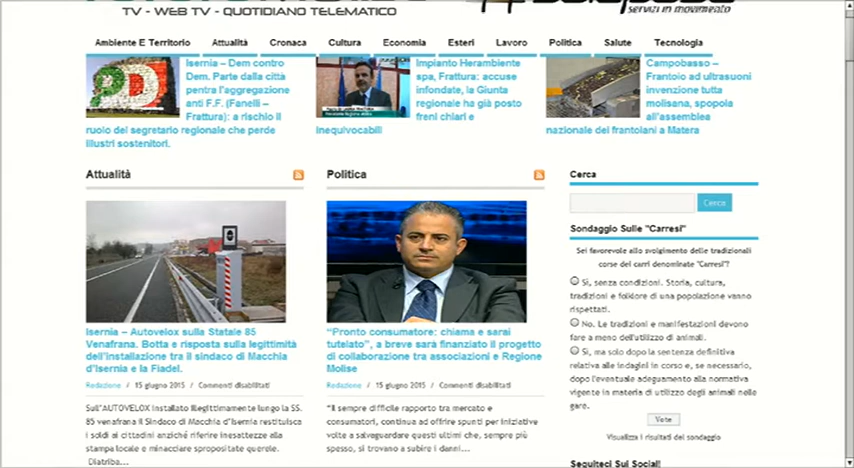 TV - WEB TV - QUOTIDIANO TELEMATICO
servizi in movimento
Ambiente E Territorio Attualità Cronaca Cultura Economia Esteri Lavoro Politica Salute Tecnologia
Isernia – Dem contro
Dem. Parte dalla città
pentra l'aggregazione
anti F.F. (Fanelli –
Frattura): a rischio il
ruolo del segretario regionale che perde
illustri sostenitori.
Impianto Herambiente
spa, Frattura: accuse
infondate, la Giunta
regionale ha già posto
freni chiari e
inequivocabili
Campobasso –
Frantoio ad ultrasuoni
invenzione tutta
molisana, spopola
all'assemblea
nazionale dei frantoiani a Matera
Attualità
Isernia – Autovelox sulla Statale 85
Venafrana. Botta e risposta sulla legittimità
dell'installazione tra il sindaco di Macchia
d'Isernia e la Fiadel.
Redazione / 15 giugno 2015 / Commenti disabilitati
Sull'AUTOVELOX installato illegittimamente lungo la SS.
85 venafrana il Sindaco di Macchia d'Isernia restituisca
i soldi ai cittadini anziché riferire inesattezze alla
stampa locale e minacciare spropositate querele.
Diatriba...
Politica
"Pronto consumatore: chiama e sarai
tutelato", a breve sarà finanziato il progetto
di collaborazione tra associazioni e Regione
Molise
Redazione / 15 giugno 2015 / Commenti disabilitati
"Il sempre difficile rapporto tra mercato e
consumatori, continua ad offrire spunti per iniziative
volte a salvaguardare questi ultimi che, sempre più
spesso, si trovano a subire i danni...
Cerca
Cerca
Sondaggio Sulle "Carresi"
Sei favorevole allo svolgimento delle tradizionali
corse dei carri denominate "Carresi"?
Sì, senza condizioni. Storia, cultura,
tradizioni e folklore di una popolazione vanno
rispettati.
No. Le tradizioni e manifestazioni devono
fare a meno dell'utilizzo di animali.
Sì, ma solo dopo la sentenza definitiva
relativa alle indagini in corso e, se necessario,
dopo l'eventuale adeguamento alla normativa
vigente in materia di utilizzo degli animali nelle
gare.
Vote
Visualizza i risultati del sondaggio
Seguiteci Sui Social!